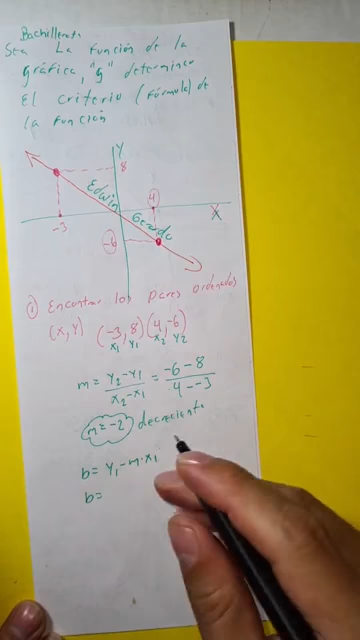 Bachillerato
Sea La función de la
gráfica, "g" determinar
El criterio (fórmula) de
la función
Y
8
Edwin
4
-3
Gerardo
X
-6
① Encontrar los pares ordenados
(x, y) (-3, 8) (4, -6)
x₁ y₁ x₂ y₂
m = y₂ - y₁ / x₂ - x₁ = -6 - 8 / 4 - -3
m = -2 decreciente
b = y₁ - m · x₁
b =